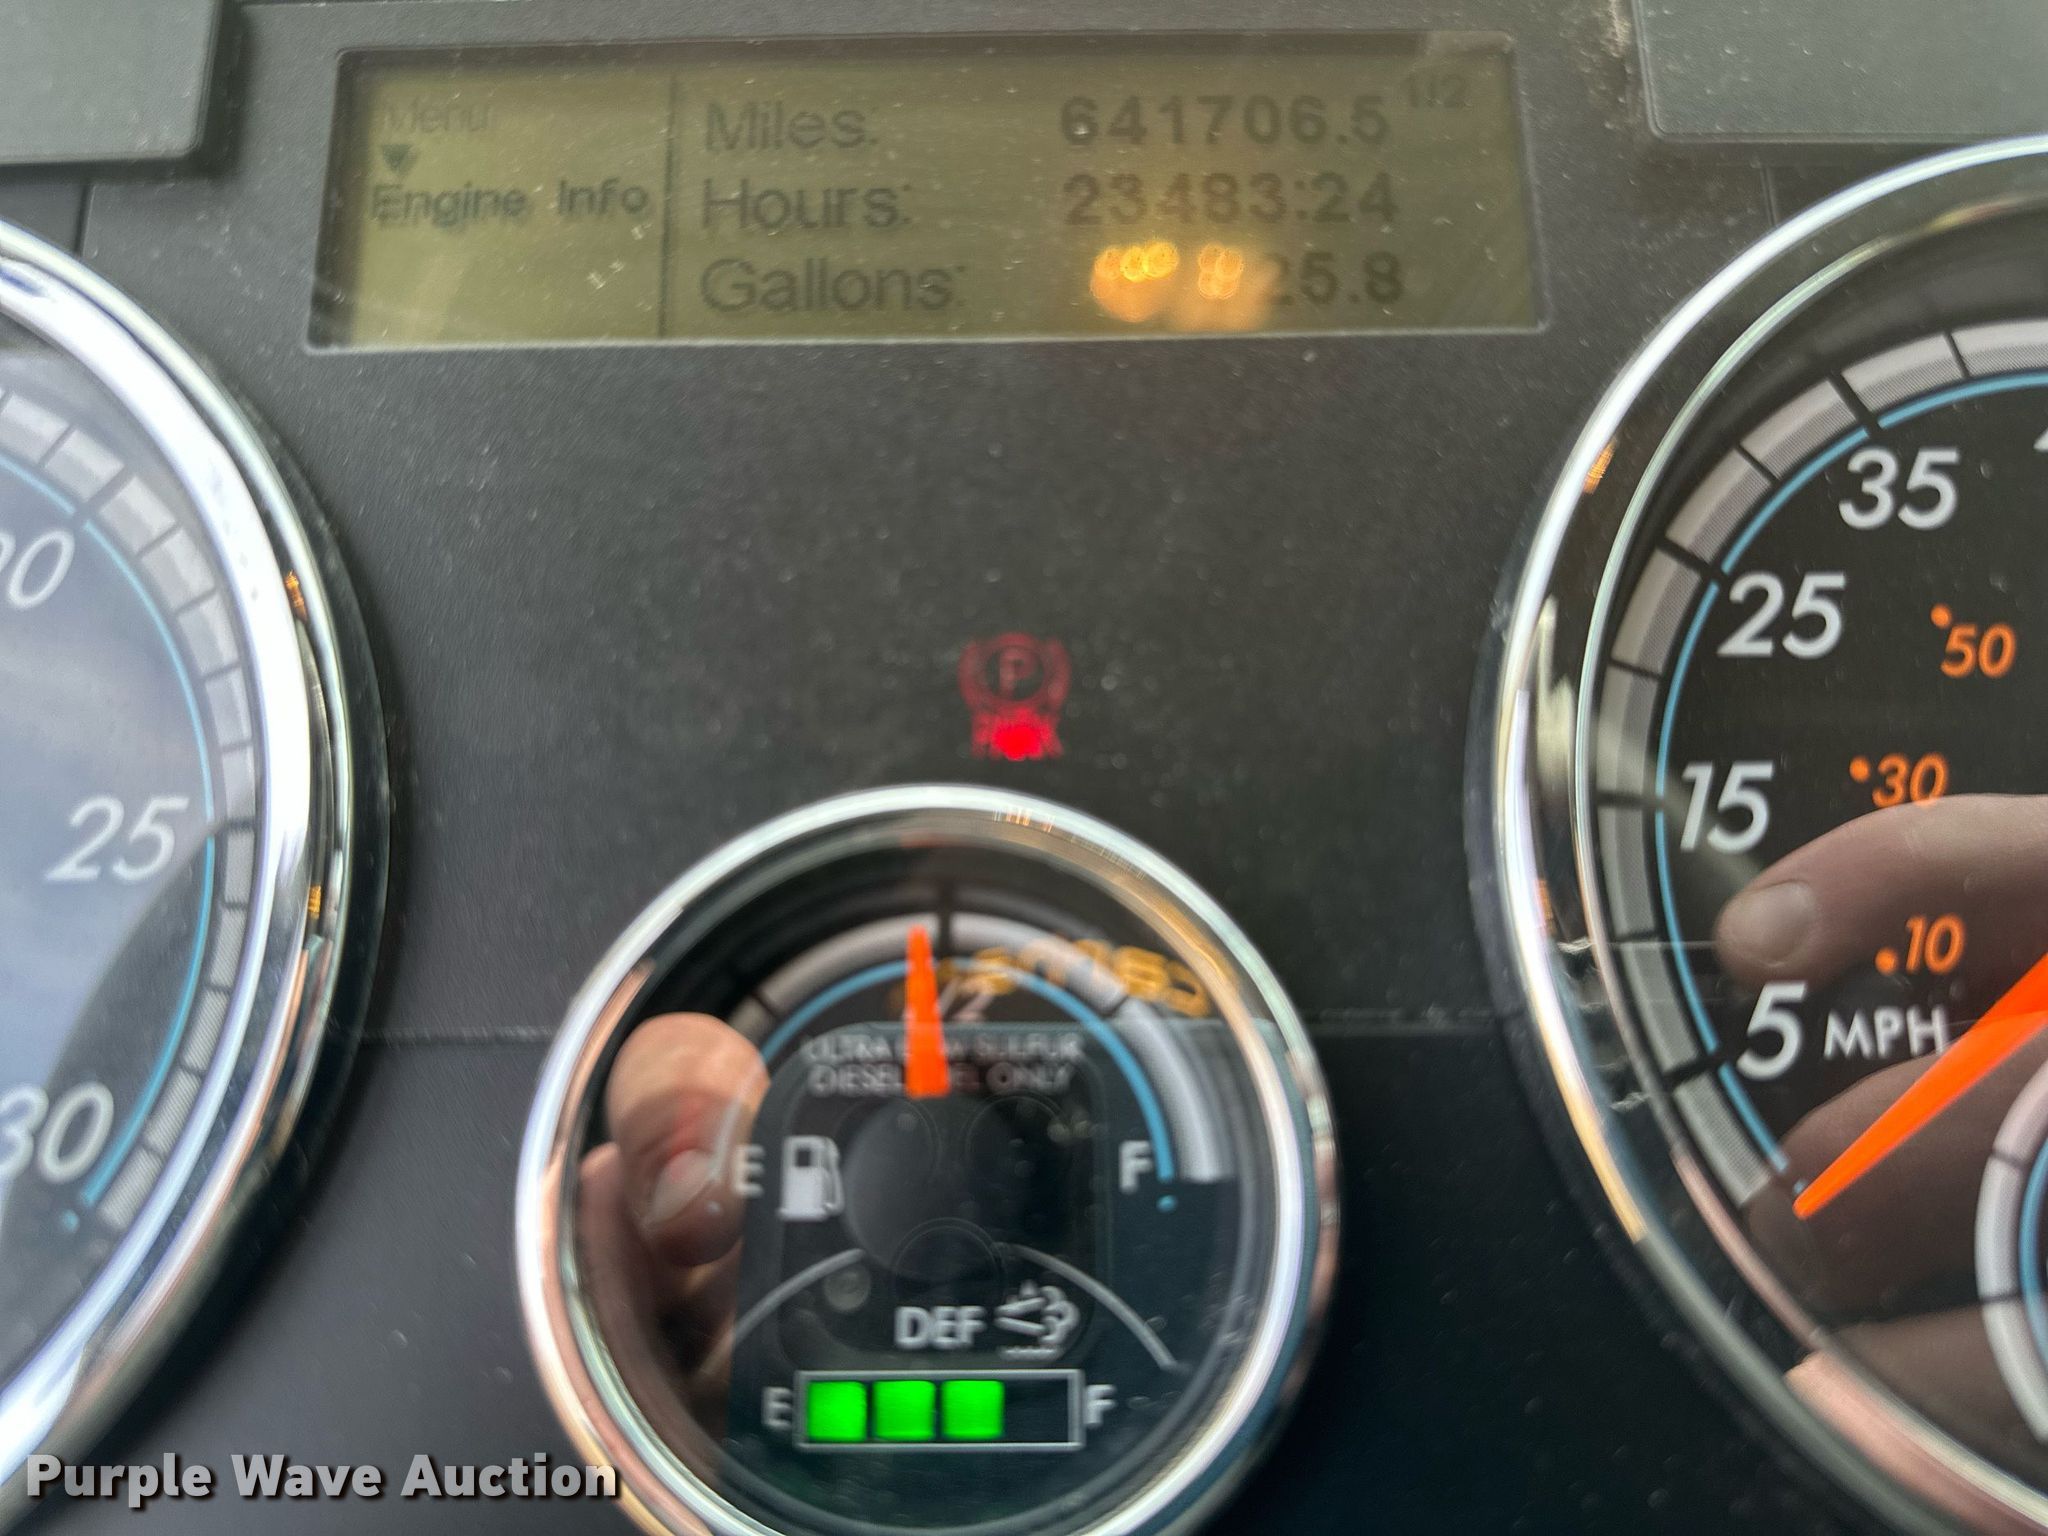 Menu
Engine Info
Miles: 641706.5
Hours: 23483:24
Gallons: 25.8
25
30
35
25
50
15
30
10
5 MPH
P
ULTRA LOW SULFUR
DIESEL FUEL ONLY
E F
DEF
E F
Purple Wave Auction